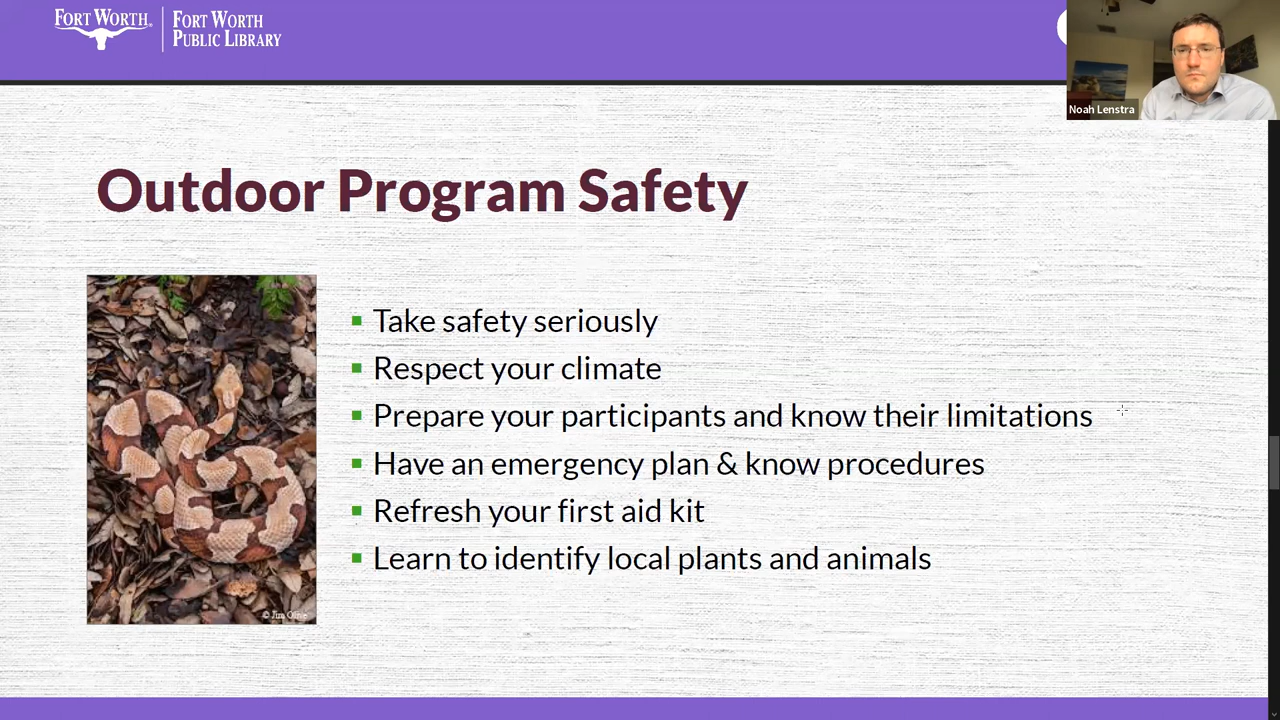 FORT WORTH®
FORT WORTH
PUBLIC LIBRARY
Noah Lenstra
Outdoor Program Safety
Take safety seriously
Respect your climate
Prepare your participants and know their limitations
Have an emergency plan & know procedures
Refresh your first aid kit
Learn to identify local plants and animals
© Jim